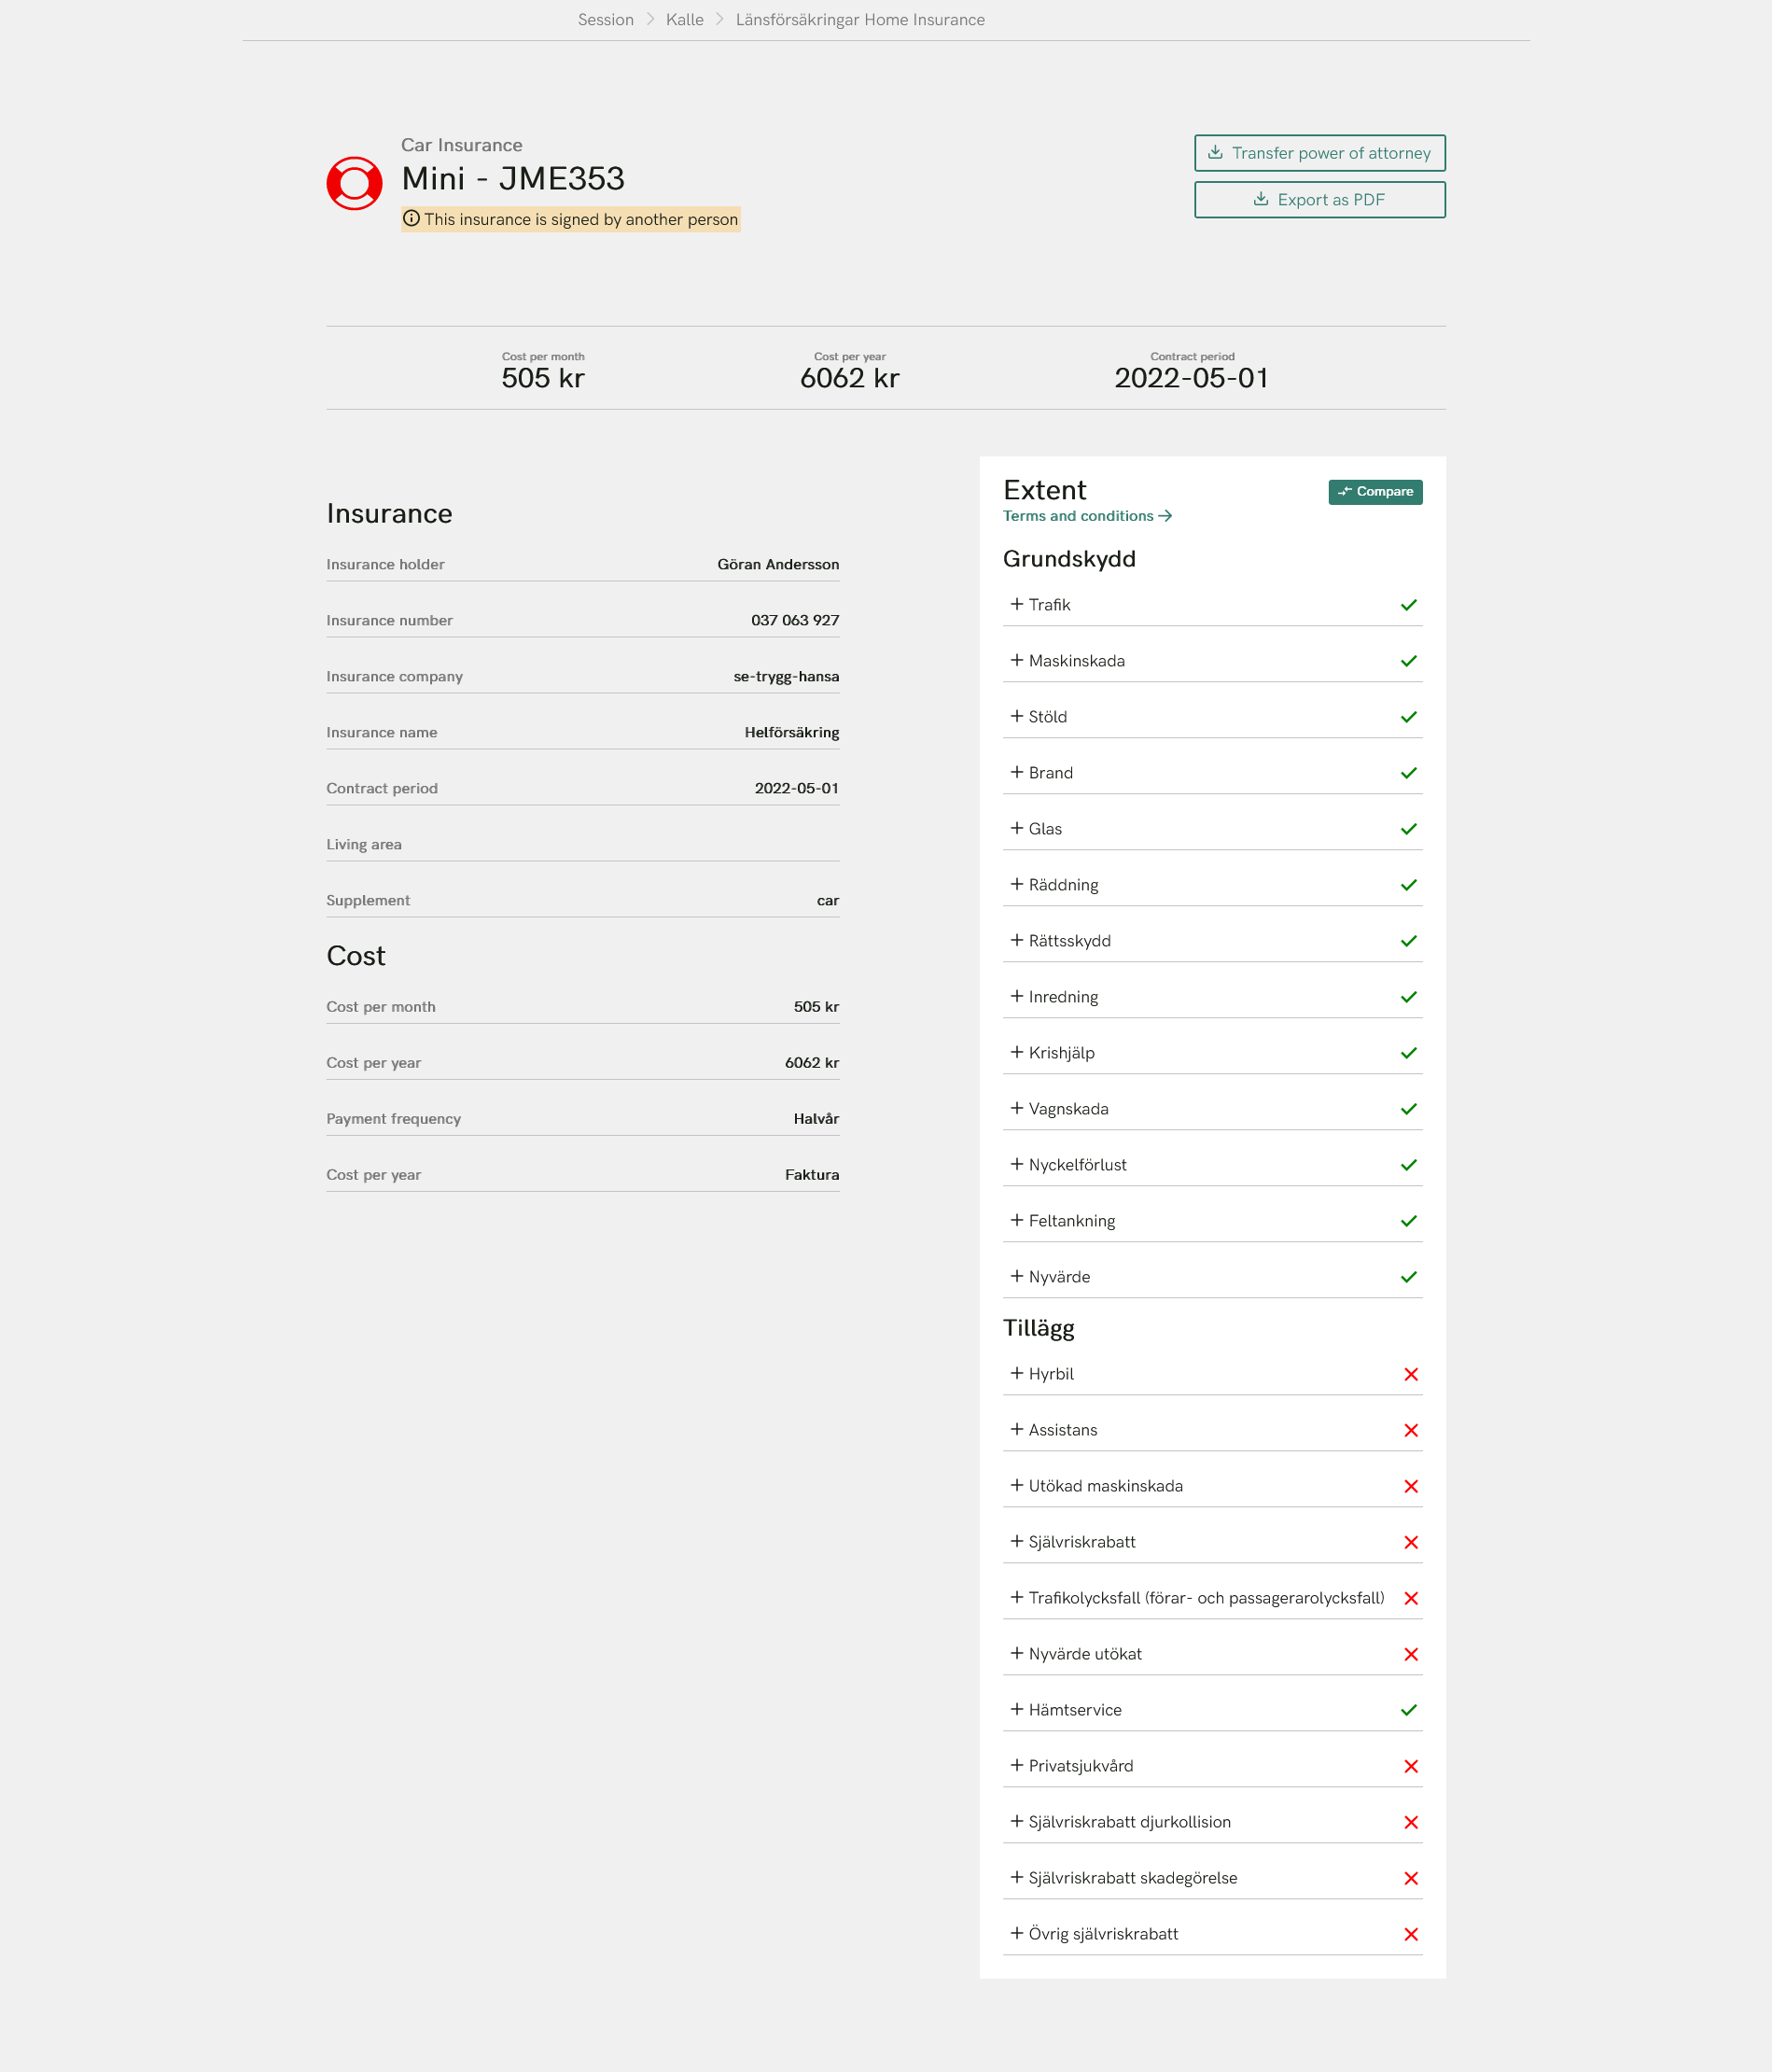 Session > Kalle > Länsförsäkringar Home Insurance
Car Insurance
Mini - JME353
This insurance is signed by another person
Transfer power of attorney
Export as PDF
Cost per month
505 kr
Cost per year
6062 kr
Contract period
2022-05-01
Insurance
Insurance holder Göran Andersson
Insurance number 037 063 927
Insurance company se-trygg-hansa
Insurance name Helförsäkring
Contract period 2022-05-01
Living area
Supplement car
Cost
Cost per month 505 kr
Cost per year 6062 kr
Payment frequency Halvår
Cost per year Faktura
Extent
Compare
Terms and conditions
Grundskydd
Trafik
Maskinskada
Stöld
Brand
Glas
Räddning
Rättsskydd
Inredning
Krishjälp
Vagnskada
Nyckelförlust
Feltankning
Nyvärde
Tillägg
Hyrbil
Assistans
Utökad maskinskada
Självriskrabatt
Trafikolycksfall (förar- och passagerarolycksfall)
Nyvärde utökat
Hämtservice
Privatsjukvård
Självriskrabatt djurkollision
Självriskrabatt skadegörelse
Övrig självriskrabatt